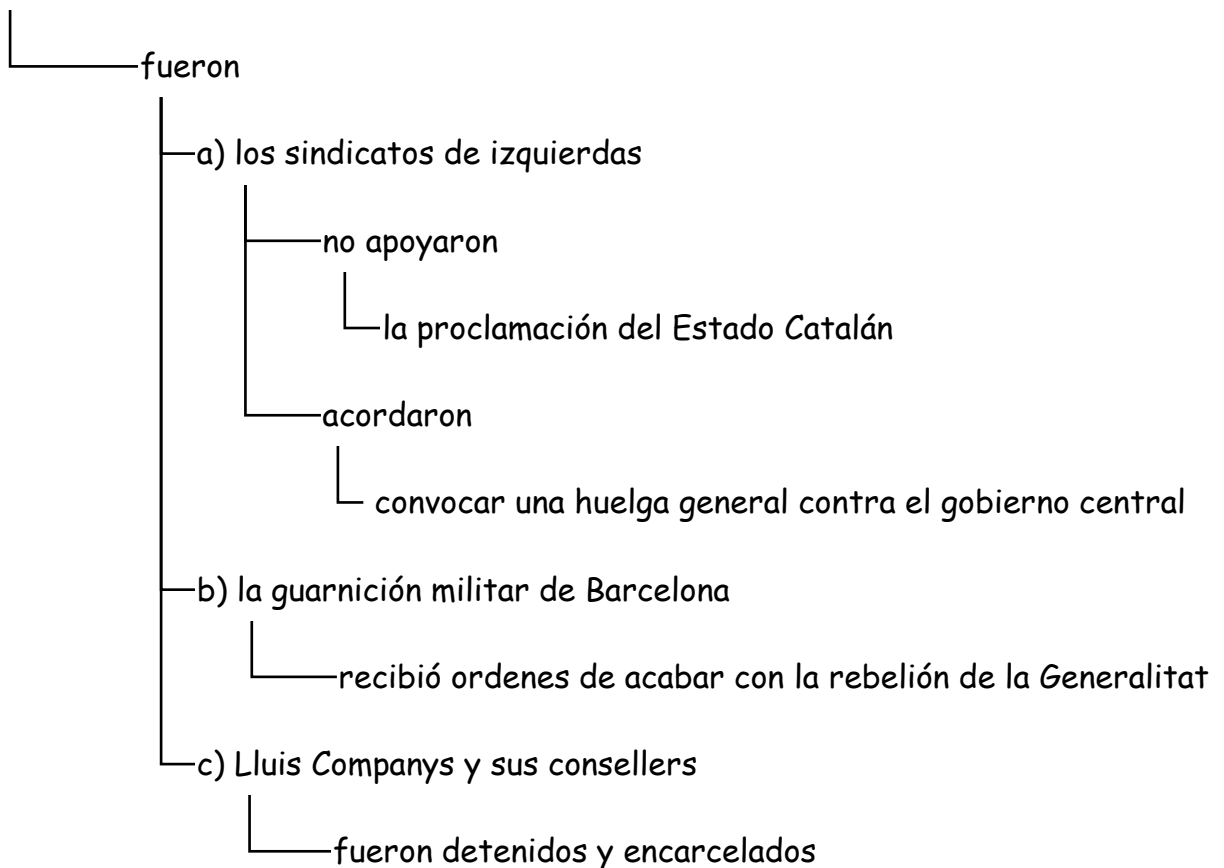 fueron
a) los sindicatos de izquierdas
no apoyaron
la proclamación del Estado Catalán
acordaron
convocar una huelga general contra el gobierno central
b) la guarnición militar de Barcelona
recibió ordenes de acabar con la rebelión de la Generalitat
c) Lluis Companys y sus consellers
fueron detenidos y encarcelados